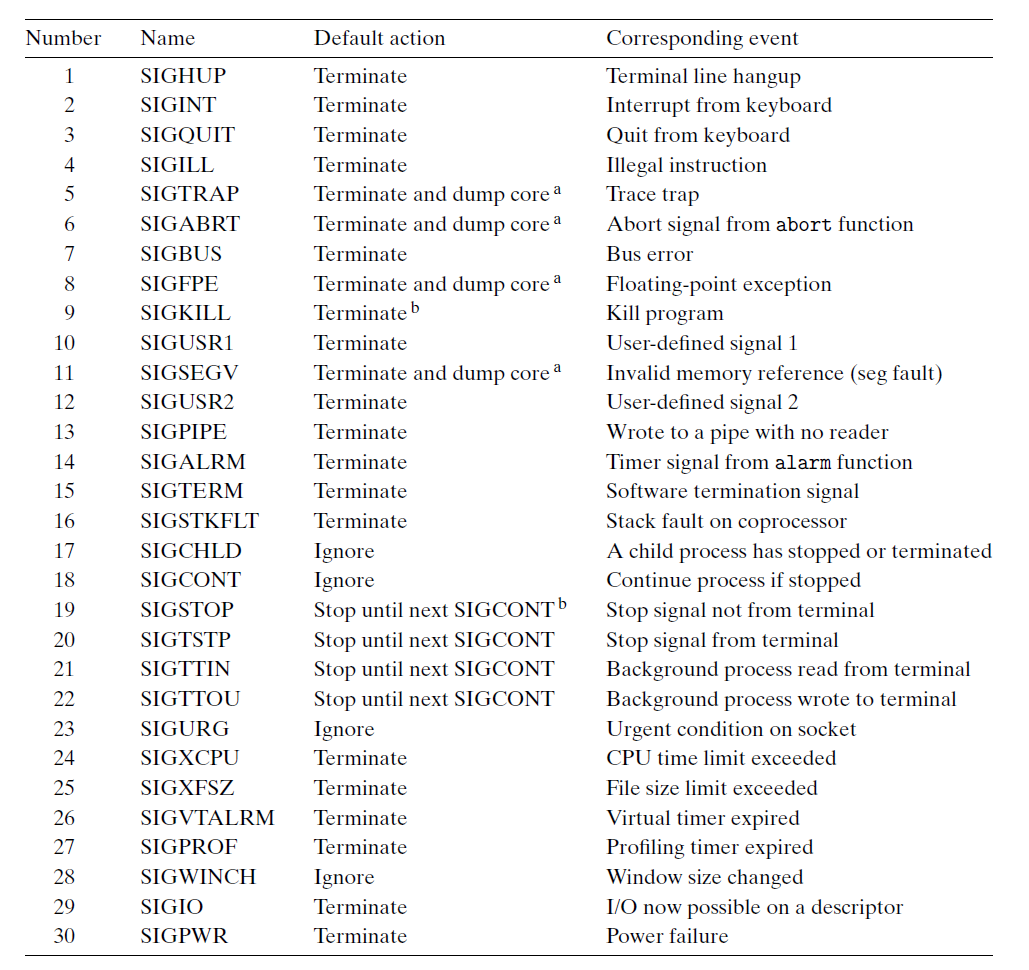 Number Name Default action Corresponding event
1 SIGHUP Terminate Terminal line hangup
2 SIGINT Terminate Interrupt from keyboard
3 SIGQUIT Terminate Quit from keyboard
4 SIGILL Terminate Illegal instruction
5 SIGTRAP Terminate and dump core a Trace trap
6 SIGABRT Terminate and dump core a Abort signal from abort function
7 SIGBUS Terminate Bus error
8 SIGFPE Terminate and dump core a Floating-point exception
9 SIGKILL Terminate b Kill program
10 SIGUSR1 Terminate User-defined signal 1
11 SIGSEGV Terminate and dump core a Invalid memory reference (seg fault)
12 SIGUSR2 Terminate User-defined signal 2
13 SIGPIPE Terminate Wrote to a pipe with no reader
14 SIGALRM Terminate Timer signal from alarm function
15 SIGTERM Terminate Software termination signal
16 SIGSTKFLT Terminate Stack fault on coprocessor
17 SIGCHLD Ignore A child process has stopped or terminated
18 SIGCONT Ignore Continue process if stopped
19 SIGSTOP Stop until next SIGCONT b Stop signal not from terminal
20 SIGTSTP Stop until next SIGCONT Stop signal from terminal
21 SIGTTIN Stop until next SIGCONT Background process read from terminal
22 SIGTTOU Stop until next SIGCONT Background process wrote to terminal
23 SIGURG Ignore Urgent condition on socket
24 SIGXCPU Terminate CPU time limit exceeded
25 SIGXFSZ Terminate File size limit exceeded
26 SIGVTALRM Terminate Virtual timer expired
27 SIGPROF Terminate Profiling timer expired
28 SIGWINCH Ignore Window size changed
29 SIGIO Terminate I/O now possible on a descriptor
30 SIGPWR Terminate Power failure